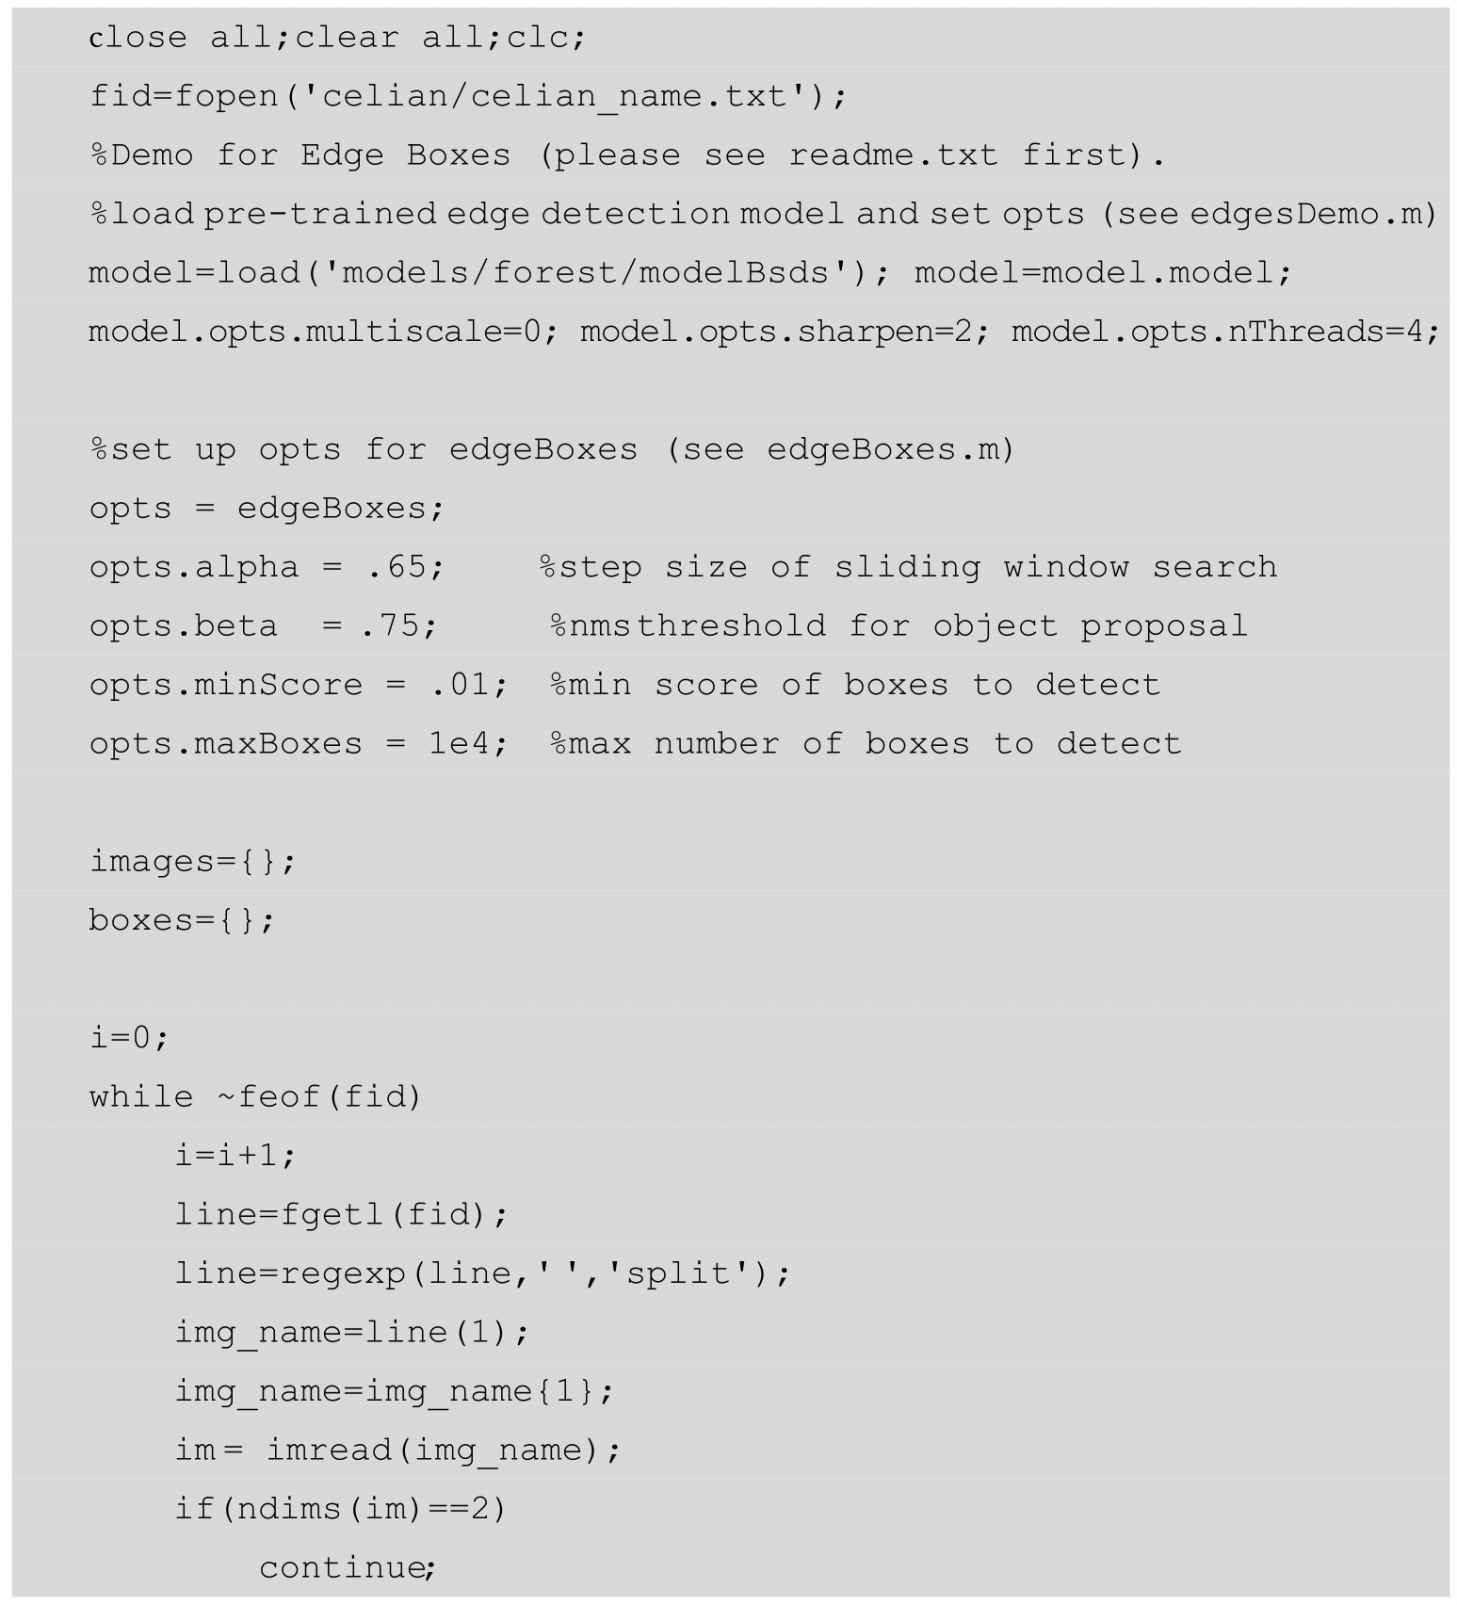 close all;clear all;clc;
fid=fopen('celian/celian_name.txt');
%Demo for Edge Boxes (please see readme.txt first).
%load pre-trained edge detection model and set opts (see edgesDemo.m)
model=load('models/forest/modelBsds'); model=model.model;
model.opts.multiscale=0; model.opts.sharpen=2; model.opts.nThreads=4;

%set up opts for edgeBoxes (see edgeBoxes.m)
opts = edgeBoxes;
opts.alpha = .65;     %step size of sliding window search
opts.beta  = .75;     %nms threshold for object proposal
opts.minScore = .01;  %min score of boxes to detect
opts.maxBoxes = 1e4;  %max number of boxes to detect

images={};
boxes={};

i=0;
while ~feof(fid)
    i=i+1;
    line=fgetl(fid);
    line=regexp(line,' ','split');
    img_name=line(1);
    img_name=img_name{1};
    im= imread(img_name);
    if(ndims(im)==2)
        continue;